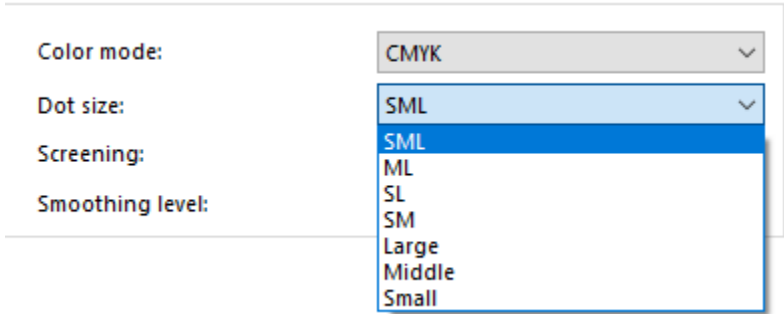 Color mode: CMYK
Dot size: SML
SML
Screening:
ML
SL
Smoothing level:
SM
Large
Middle
Small